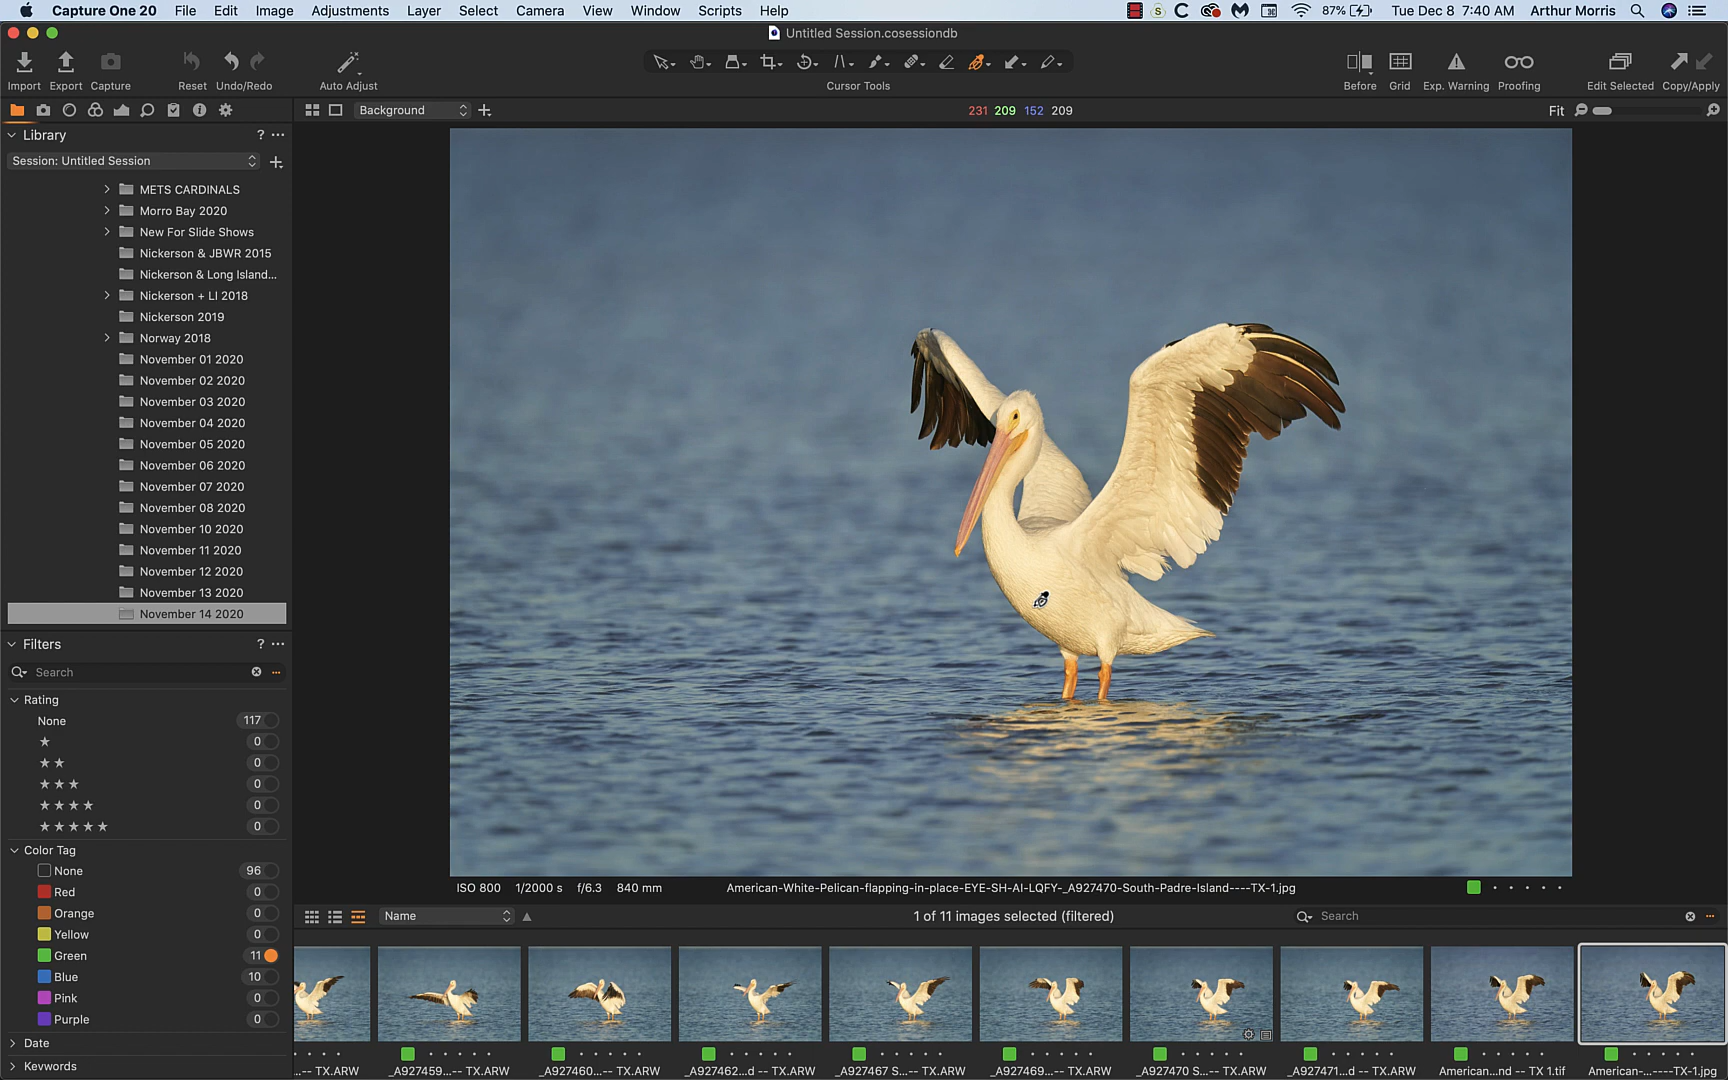 Capture One 20 File Edit Image Adjustments Layer Select Camera View Window Scripts Help 87% Tue Dec 8 7:40 AM Arthur Morris
Untitled Session.cosessiondb
Import Export Capture Reset Undo/Redo Auto Adjust Cursor Tools Before Grid Exp. Warning Proofing Edit Selected Copy/Apply
Background 231 209 152 209 Fit
Library ? ...
Session: Untitled Session
METS CARDINALS
Morro Bay 2020
New For Slide Shows
Nickerson & JBWR 2015
Nickerson & Long Island...
Nickerson + LI 2018
Nickerson 2019
Norway 2018
November 01 2020
November 02 2020
November 03 2020
November 04 2020
November 05 2020
November 06 2020
November 07 2020
November 08 2020
November 10 2020
November 11 2020
November 12 2020
November 13 2020
November 14 2020
Filters ? ...
Search
Rating
None 117
0
0
0
0
0
Color Tag
None 96
Red 0
Orange 0
Yellow 0
Green 11
Blue 10
Pink 0
Purple 0
Date
Keywords
ISO 800 1/2000 s f/6.3 840 mm American-White-Pelican-flapping-in-place-EYE-SH-AI-LQFY-_A927470-South-Padre-Island----TX-1.jpg
Name 1 of 11 images selected (filtered) Search
...-- TX.ARW _A927459...-- TX.ARW _A927460...-- TX.ARW _A927462...d -- TX.ARW _A927467 S...-- TX.ARW _A927469...-- TX.ARW _A927470 S...-- TX.ARW _A927471...d -- TX.ARW American...nd -- TX 1.tif American-...----TX-1.jpg